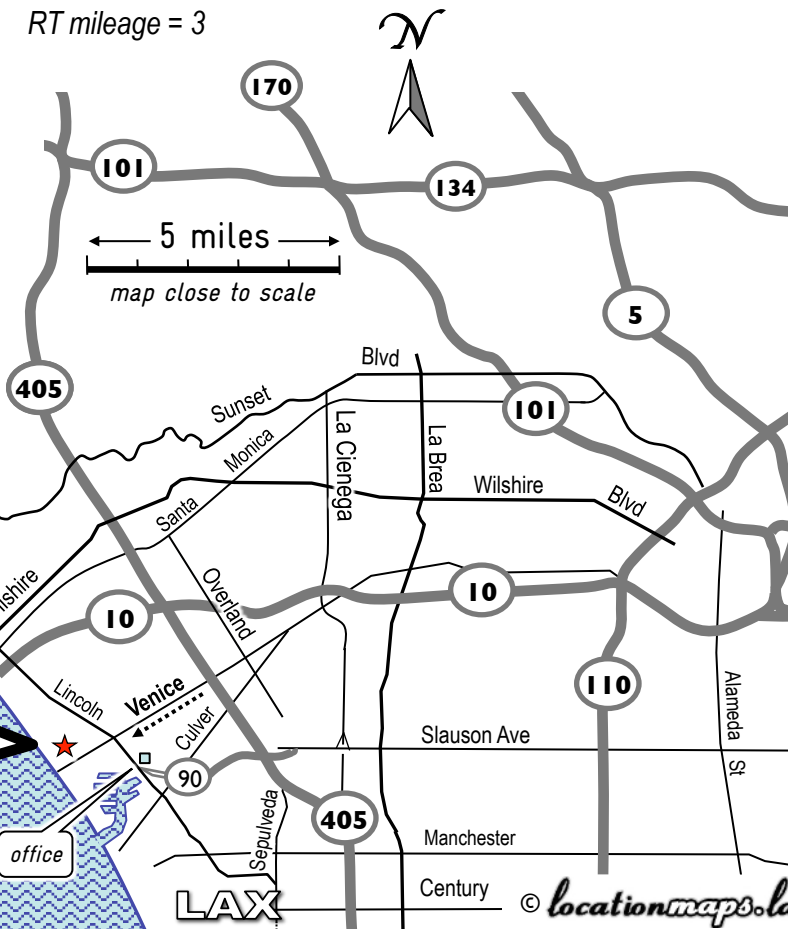 RT mileage = 3
N
170
101
134
5 miles
map close to scale
5
405
Blvd
Sunset
101
La Cienega
La Brea
Monica
Wilshire
Blvd
Santa
lshire
Overland
10
10
Lincoln
Venice
Culver
110
Alameda
St
Slauson Ave
90
405
Sepulveda
office
Manchester
Century
LAX
© locationmaps.la